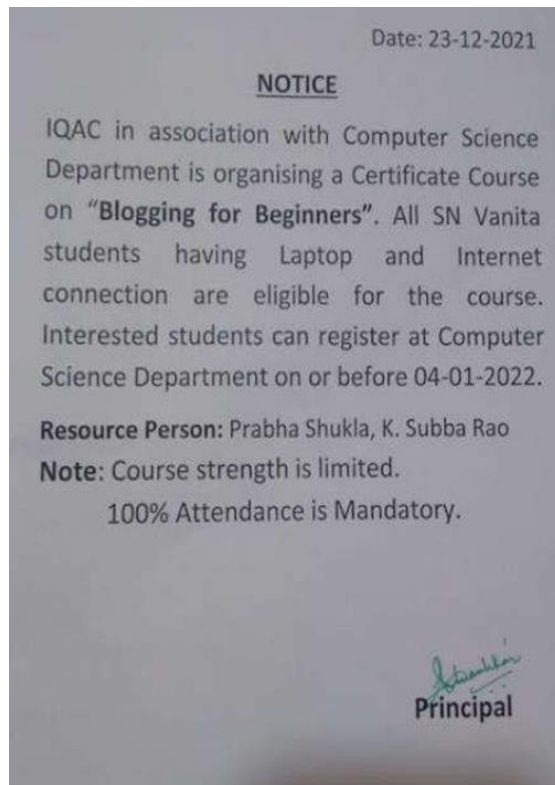 Date: 23-12-2021
NOTICE
IQAC in association with Computer Science
Department is organising a Certificate Course
on “Blogging for Beginners”. All SN Vanita
students having Laptop and Internet
connection are eligible for the course.
Interested students can register at Computer
Science Department on or before 04-01-2022.
Resource Person: Prabha Shukla, K. Subba Rao
Note: Course strength is limited.
100% Attendance is Mandatory.
Principal